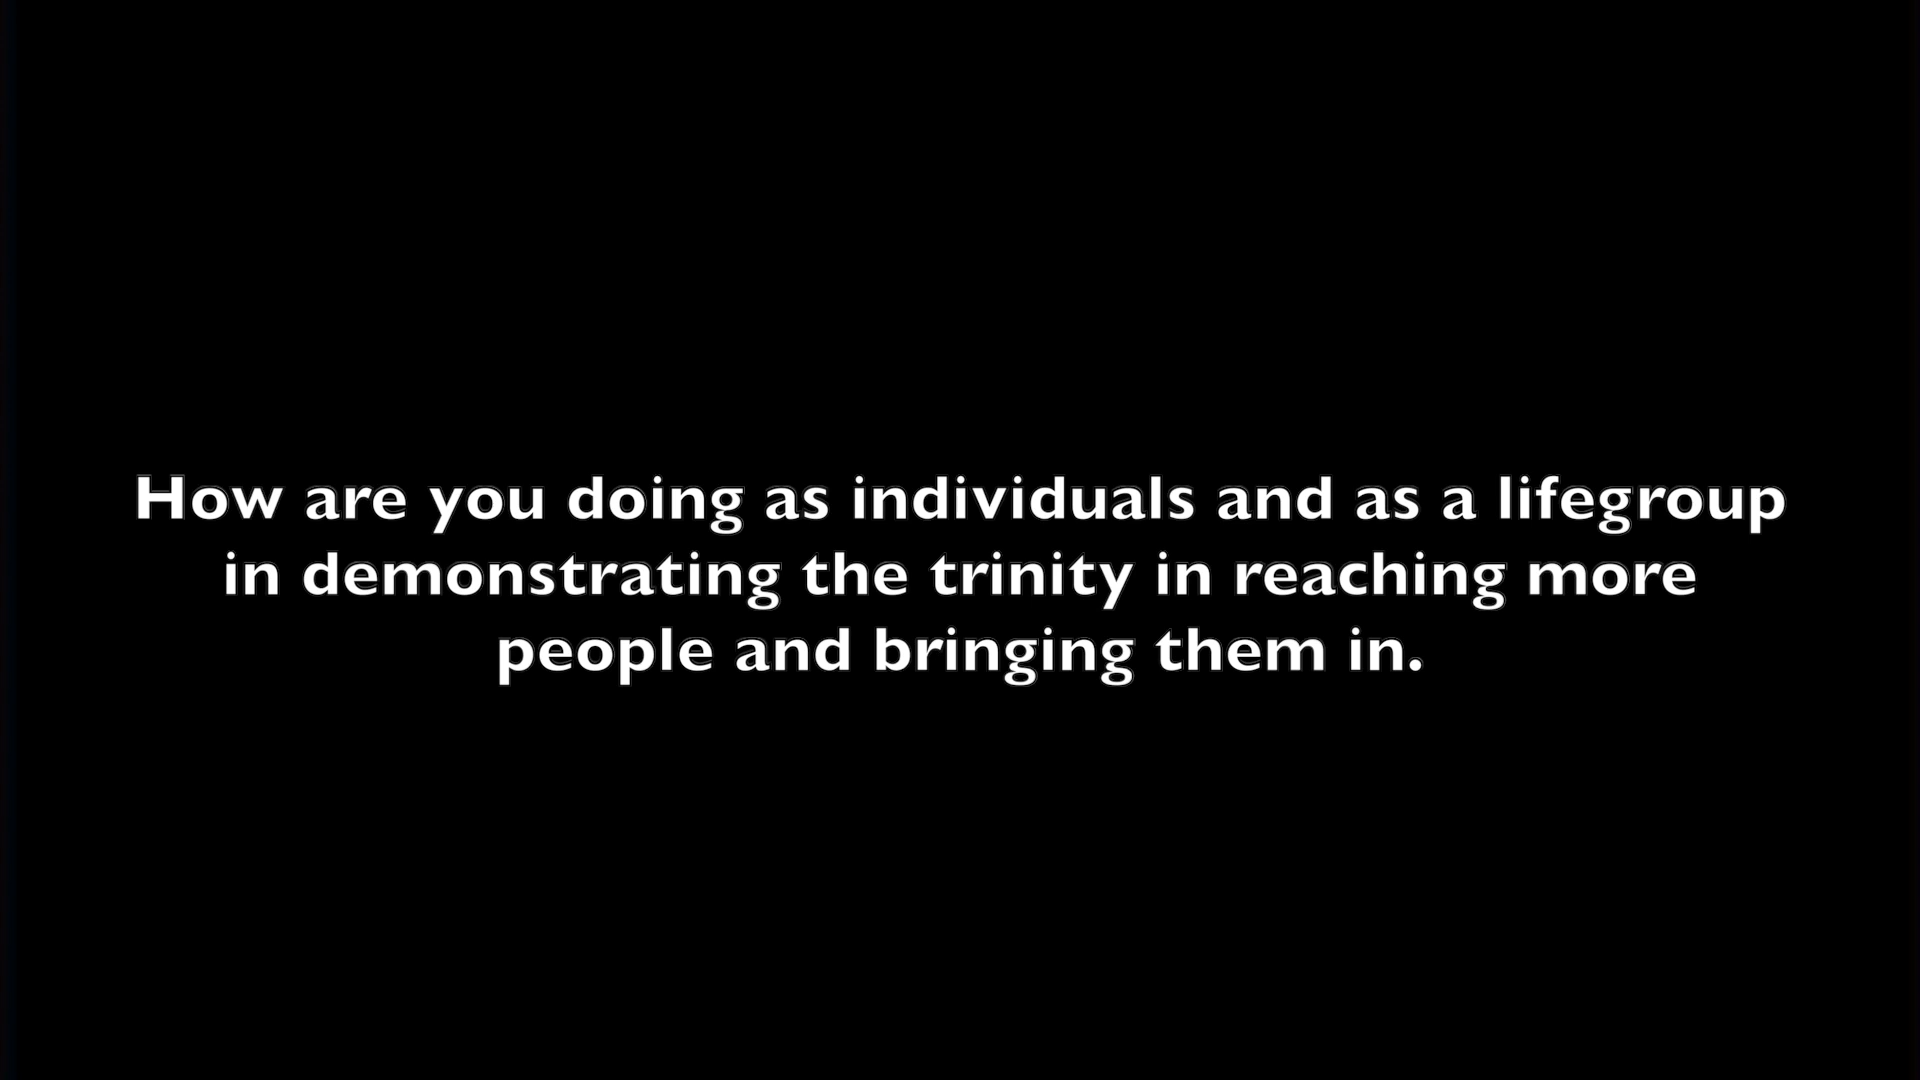 How are you doing as individuals and as a lifegroup
in demonstrating the trinity in reaching more
people and bringing them in.